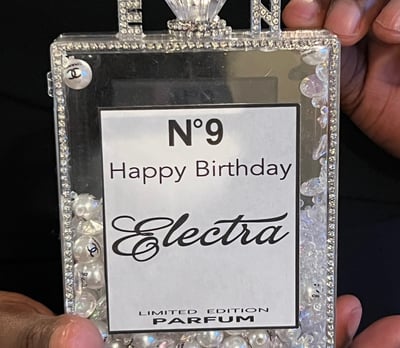 N°9
Happy Birthday
Electra
LIMITED EDITION
PARFUM